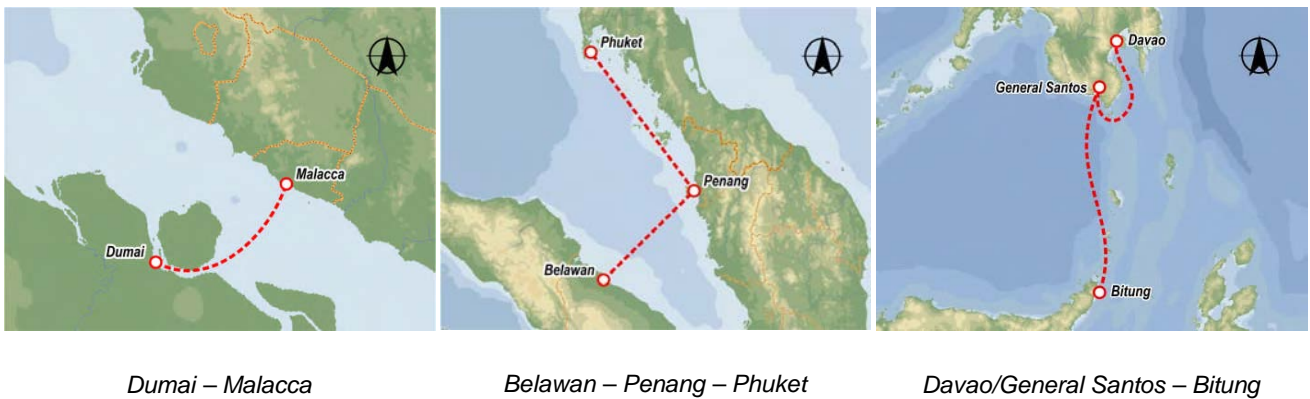 Malacca
Dumai
Phuket
Penang
Belawan
Davao
General Santos
Bitung
Dumai – Malacca
Belawan – Penang – Phuket
Davao/General Santos – Bitung